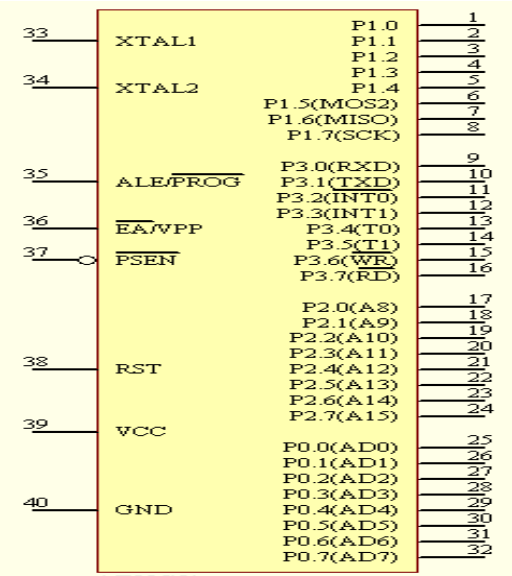 33 XTAL1
34 XTAL2
35 ALE/PROG
36 EA/VPP
37 PSEN
38 RST
39 VCC
40 GND
P1.0 1
P1.1 2
P1.2 3
P1.3 4
P1.4 5
P1.5(MOS2) 6
P1.6(MISO) 7
P1.7(SCK) 8
P3.0(RXD) 9
P3.1(TXD) 10
P3.2(INT0) 11
P3.3(INT1) 12
P3.4(T0) 13
P3.5(T1) 14
P3.6(WR) 15
P3.7(RD) 16
P2.0(A8) 17
P2.1(A9) 18
P2.2(A10) 19
P2.3(A11) 20
P2.4(A12) 21
P2.5(A13) 22
P2.6(A14) 23
P2.7(A15) 24
P0.0(AD0) 25
P0.1(AD1) 26
P0.2(AD2) 27
P0.3(AD3) 28
P0.4(AD4) 29
P0.5(AD5) 30
P0.6(AD6) 31
P0.7(AD7) 32